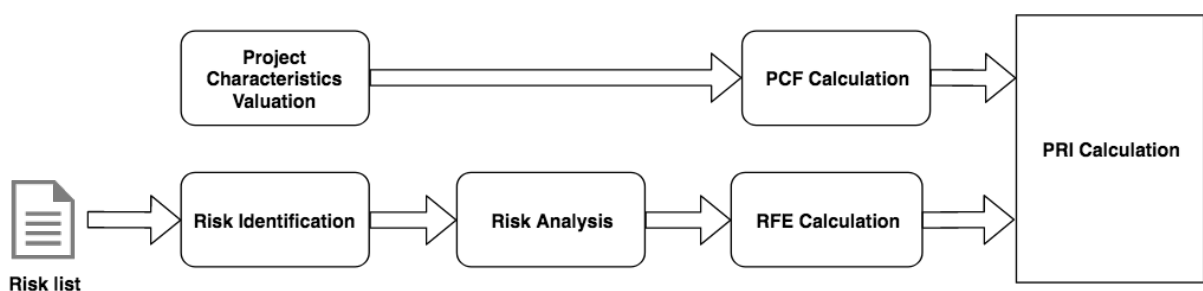 Project
Characteristics
Valuation
PCF Calculation
PRI Calculation
Risk list
Risk Identification
Risk Analysis
RFE Calculation